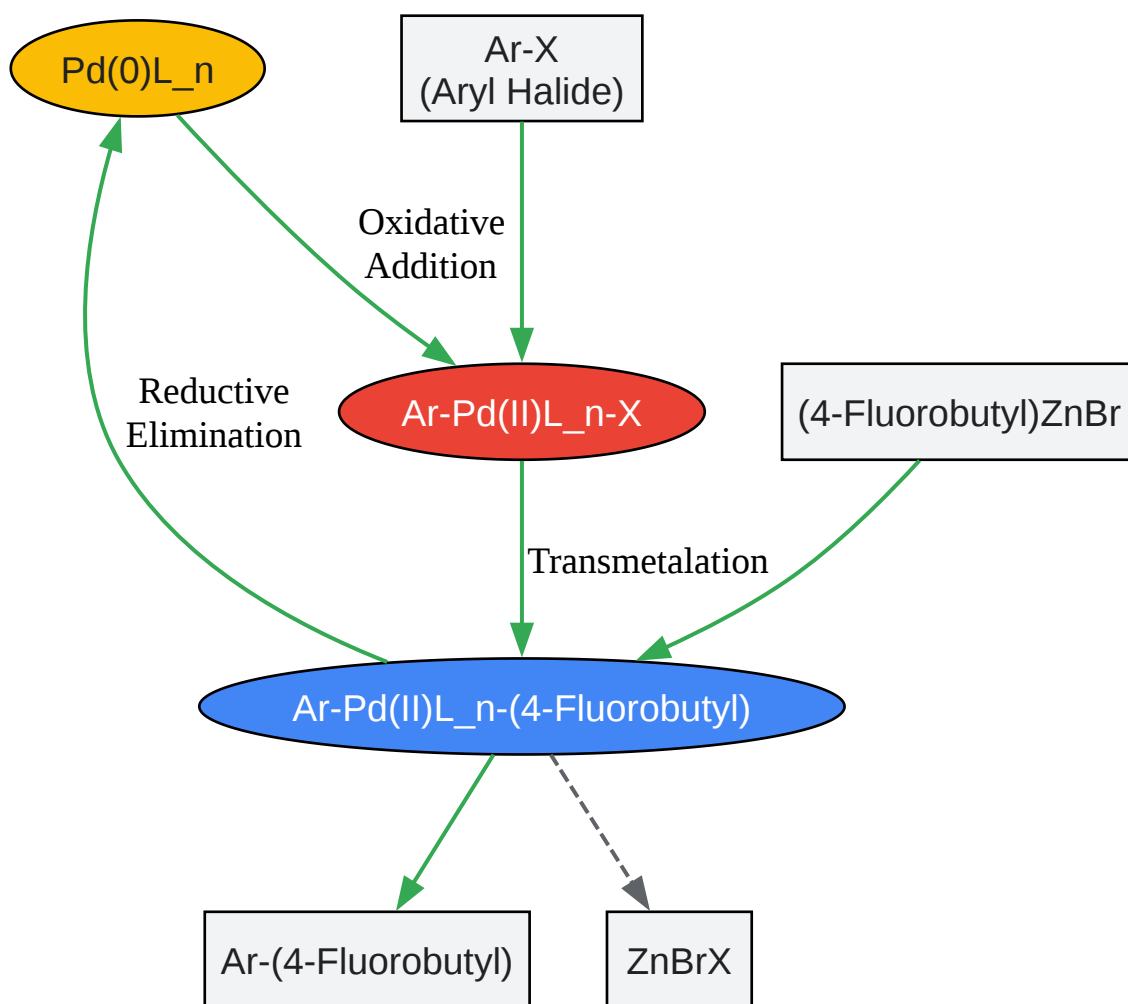 Pd(0)L_n
Ar-X
(Aryl Halide)
Oxidative
Addition
Reductive
Elimination
Ar-Pd(II)L_n-X
(4-Fluorobutyl)ZnBr
Transmetalation
Ar-Pd(II)L_n-(4-Fluorobutyl)
Ar-(4-Fluorobutyl)
ZnBrX